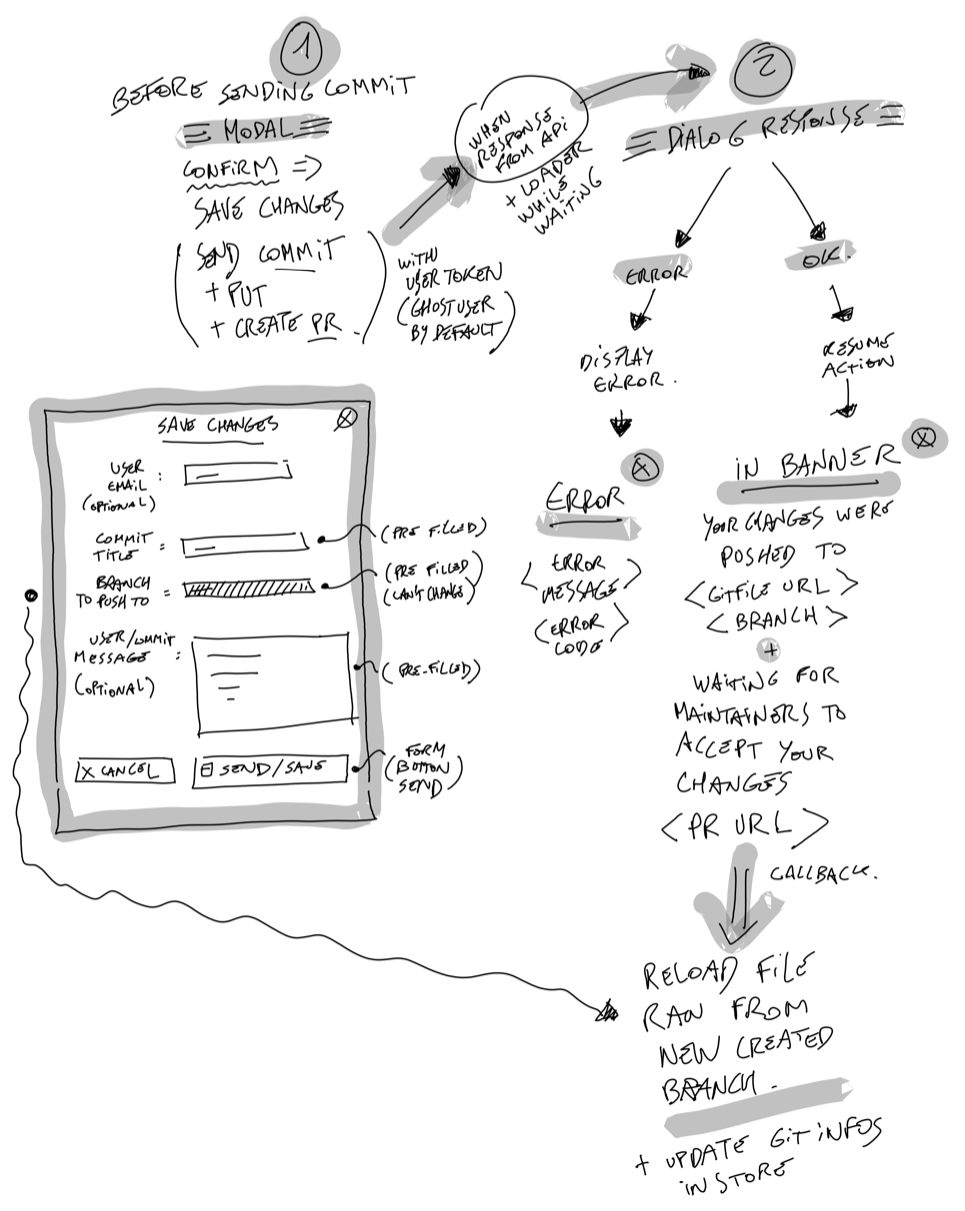 1
BEFORE SENDING COMMIT
MODAL
CONFIRM =>
SAVE CHANGES
(SEND COMMIT
+ PUT
+ CREATE PR.)
WITH
USER TOKEN
(GHOST USER
BY DEFAULT)
WHEN
RESPONSE
FROM API
+ LOADER
WHILE
WAITING
2
DIALOG RESPONSE
ERROR
DISPLAY
ERROR.
ERROR
X
<ERROR
MESSAGE>
<ERROR
CODE>
OK.
RESUME
ACTION
IN BANNER
X
YOUR CHANGES WERE
POSHED TO
<GITFILE URL>
<BRANCH>
+
WAITING FOR
MAINTAINERS TO
ACCEPT YOUR
CHANGES
<PR URL>
CALLBACK.
RELOAD FILE
RAW FROM
NEW CREATED
BRANCH.
+ UPDATE GIT INFOS
IN STORE
SAVE CHANGES
X
USER
EMAIL :
(OPTIONAL)
COMMIT
TITLE =
(PRE FILLED)
BRANCH
TO PUSH TO =
(PRE FILLED)
(CAN'T CHANGE)
USER/COMMIT
MESSAGE :
(OPTIONAL)
(PRE-FILLED)
X CANCEL
SEND/SAVE
FORM
(BUTTON)
SEND